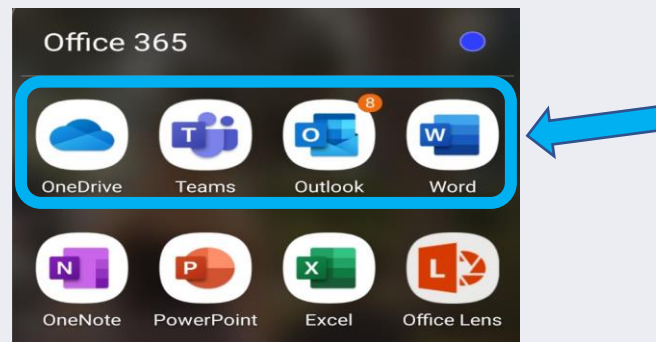 Office 365
8
T O W
OneDrive Teams Outlook Word
N P X L
OneNote PowerPoint Excel Office Lens